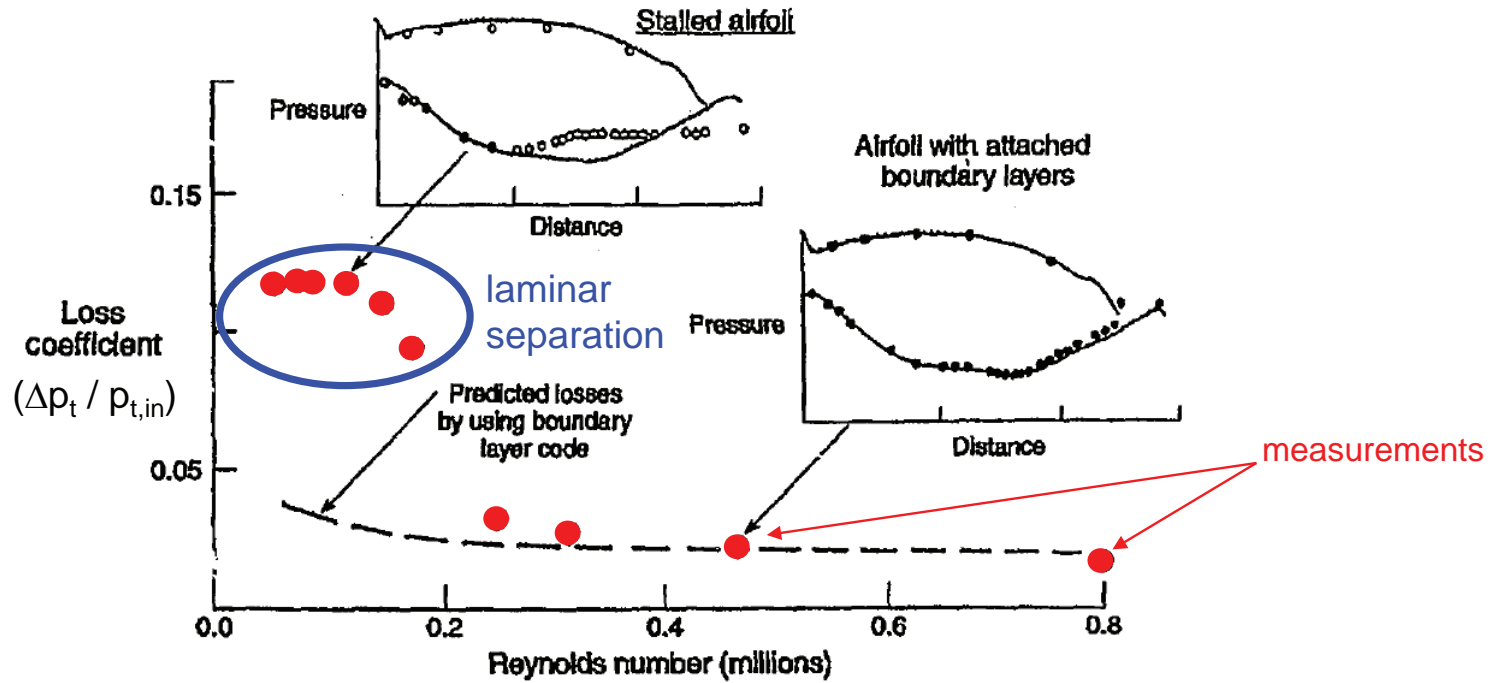 Stalled airfoil
Pressure
Distance
Airfoil with attached
boundary layers
Pressure
Distance
0.15
0.05
Loss
coefficient
(Δpt / pt,in)
laminar
separation
Predicted losses
by using boundary
layer code
measurements
0.0
0.2
0.4
0.6
0.8
Reynolds number (millions)